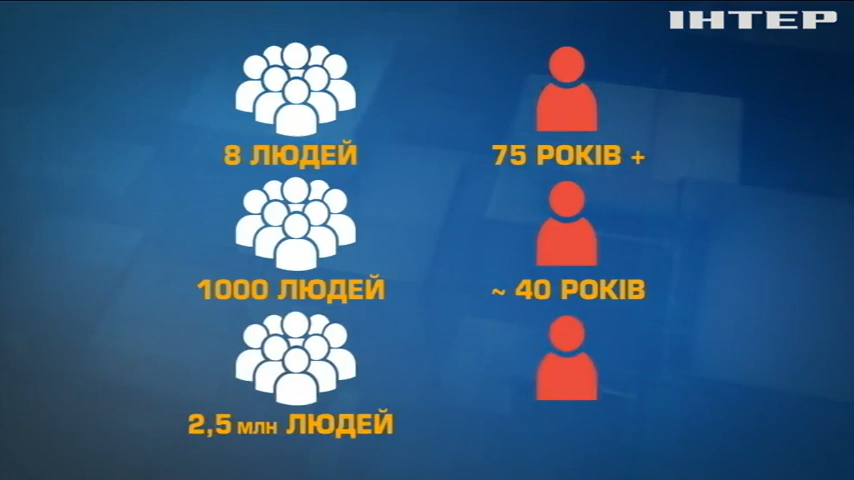 ІНТЕР
8 ЛЮДЕЙ
75 РОКІВ +
1000 ЛЮДЕЙ
~ 40 РОКІВ
2,5 МЛН ЛЮДЕЙ